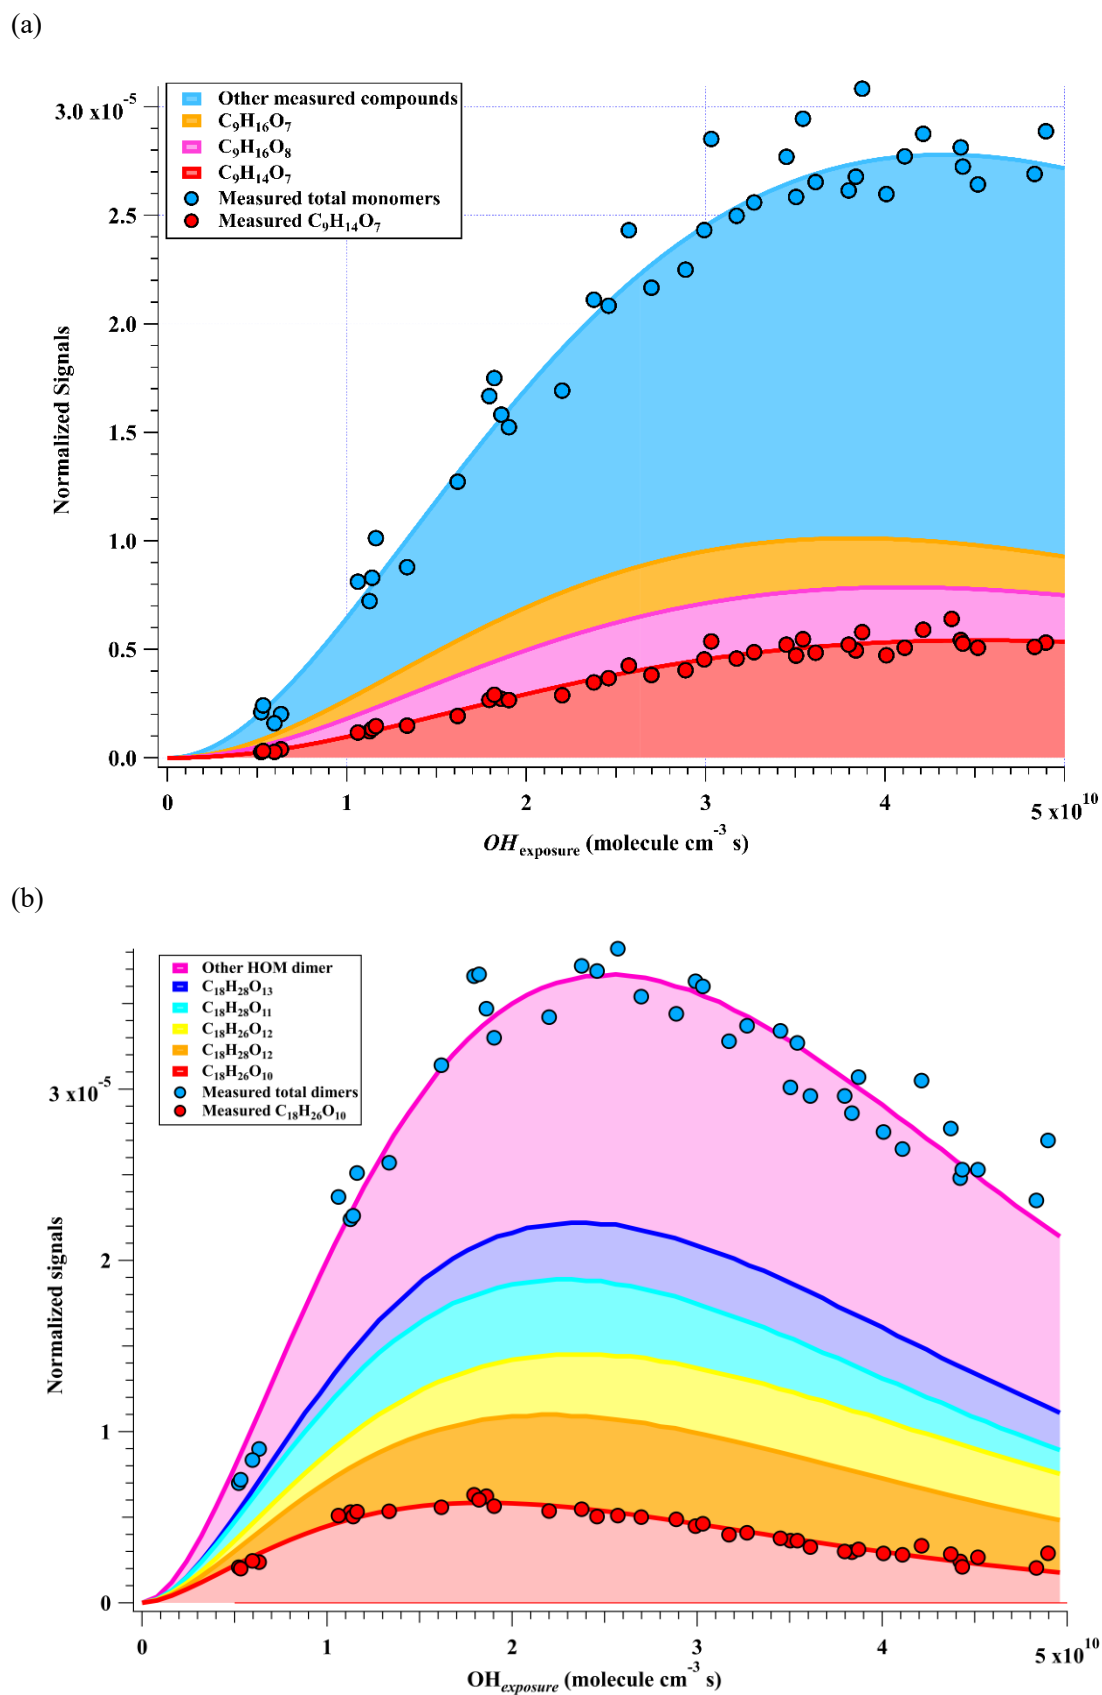 (a)
3.0 x10⁻⁵
2.5
2.0
1.5
1.0
0.5
0.0
Normalized Signals
Other measured compounds
C₉H₁₆O₇
C₉H₁₆O₈
C₉H₁₄O₇
Measured total monomers
Measured C₉H₁₄O₇
0 1 2 3 4 5 x10¹⁰
OH_exposure (molecule cm⁻³ s)
(b)
3 x10⁻⁵
2
1
0
Normalized signals
Other HOM dimer
C₁₈H₂₈O₁₃
C₁₈H₂₈O₁₁
C₁₈H₂₆O₁₂
C₁₈H₂₈O₁₂
C₁₈H₂₆O₁₀
Measured total dimers
Measured C₁₈H₂₆O₁₀
0 1 2 3 4 5 x10¹⁰
OH_exposure (molecule cm⁻³ s)